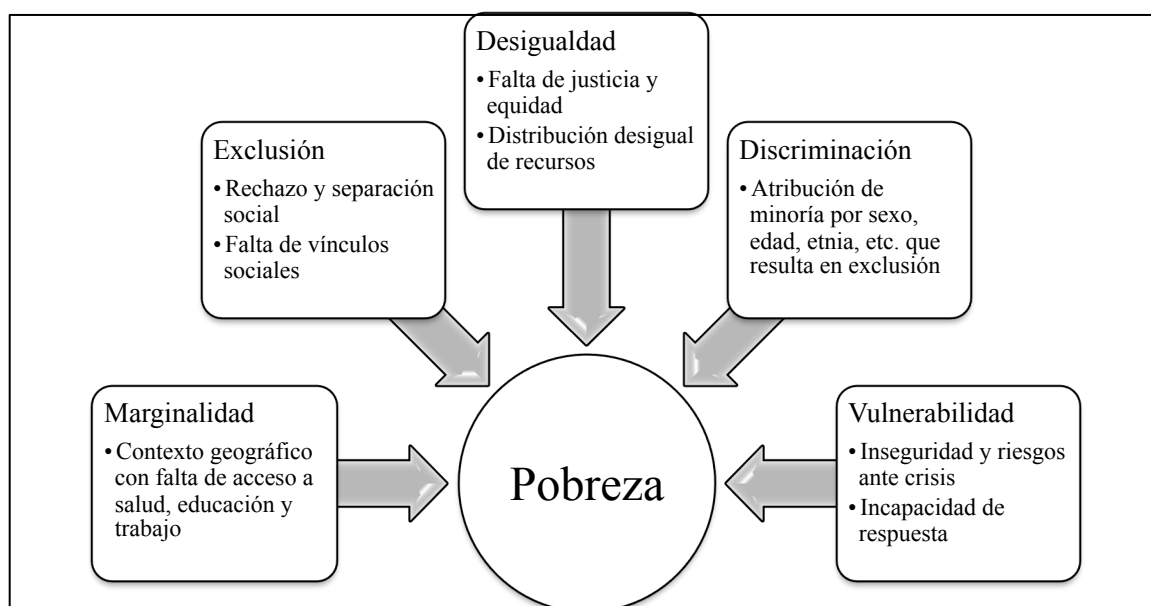 Desigualdad
• Falta de justicia y
equidad
• Distribución desigual
de recursos
Exclusión
• Rechazo y separación
social
• Falta de vínculos
sociales
Discriminación
• Atribución de
minoría por sexo,
edad, etnia, etc. que
resulta en exclusión
Marginalidad
• Contexto geográfico
con falta de acceso a
salud, educación y
trabajo
Pobreza
Vulnerabilidad
• Inseguridad y riesgos
ante crisis
• Incapacidad de
respuesta